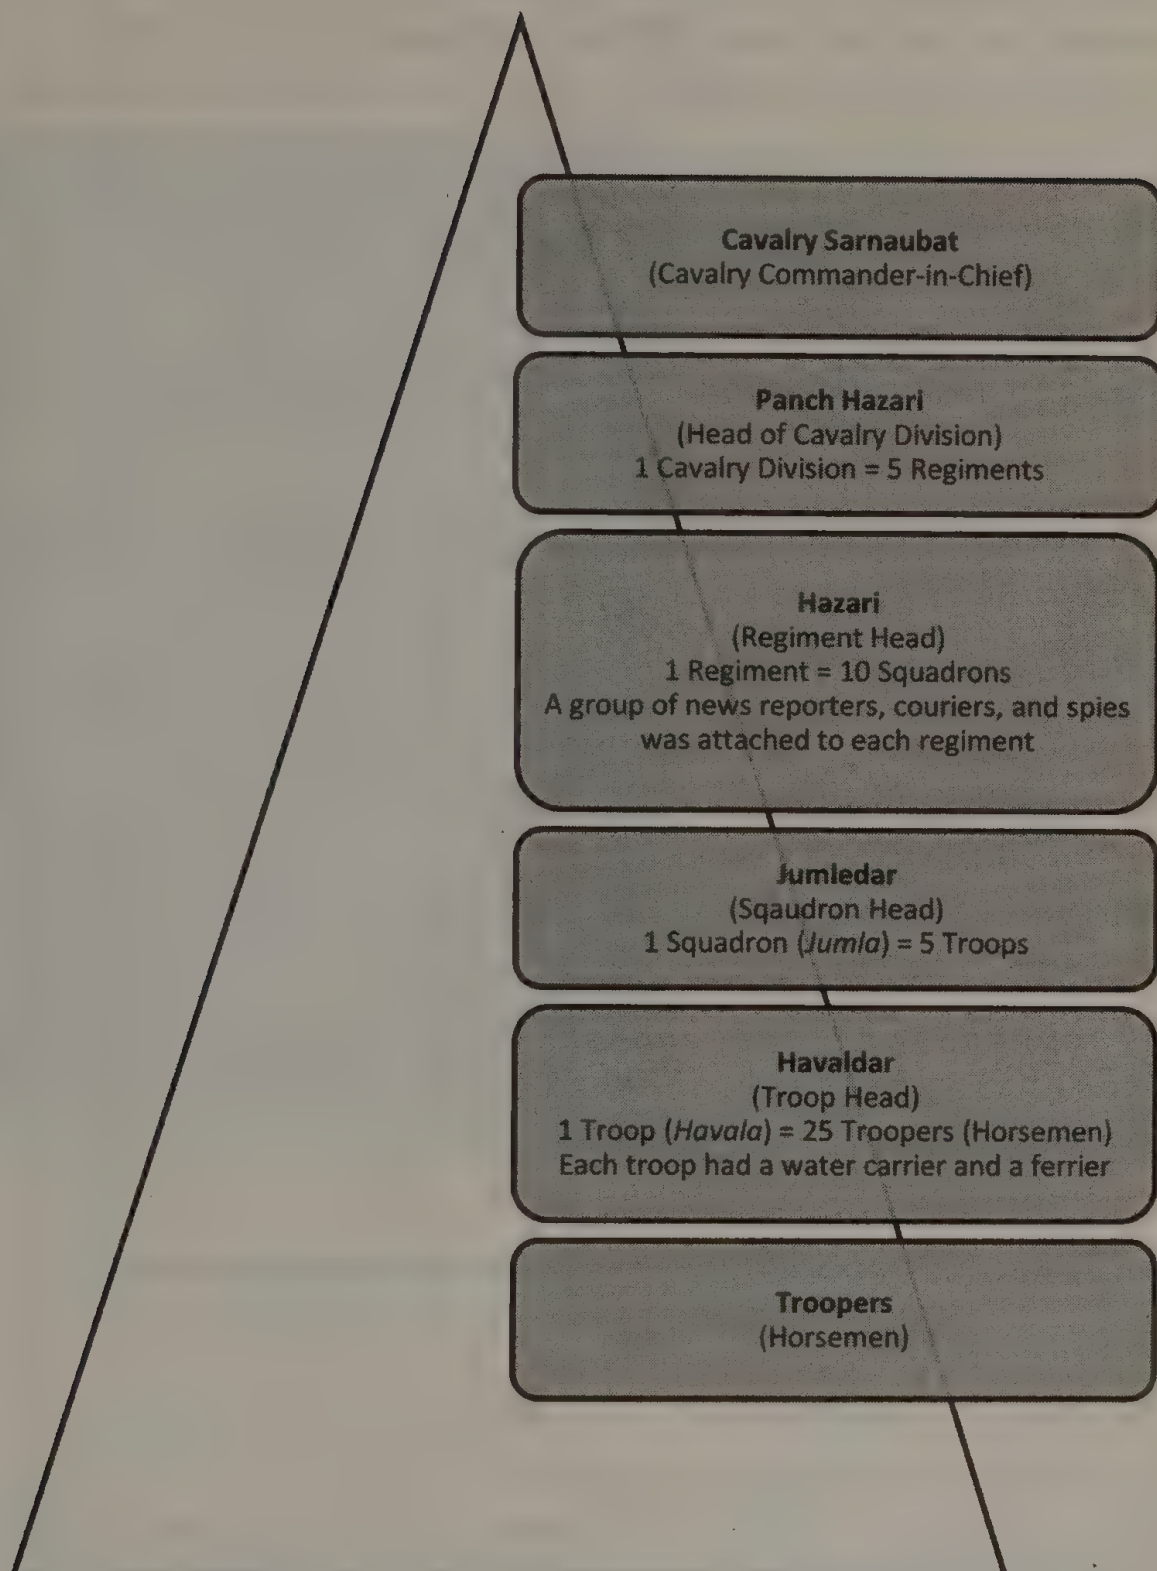 Cavalry Sarnaubat
(Cavalry Commander-in-Chief)
Panch Hazari
(Head of Cavalry Division)
1 Cavalry Division = 5 Regiments
Hazari
(Regiment Head)
1 Regiment = 10 Squadrons
A group of news reporters, couriers, and spies
was attached to each regiment
Jumledar
(Sqaudron Head)
1 Squadron (Jumla) = 5 Troops
Havaldar
(Troop Head)
1 Troop (Havala) = 25 Troopers (Horsemen)
Each troop had a water carrier and a ferrier
Troopers
(Horsemen)